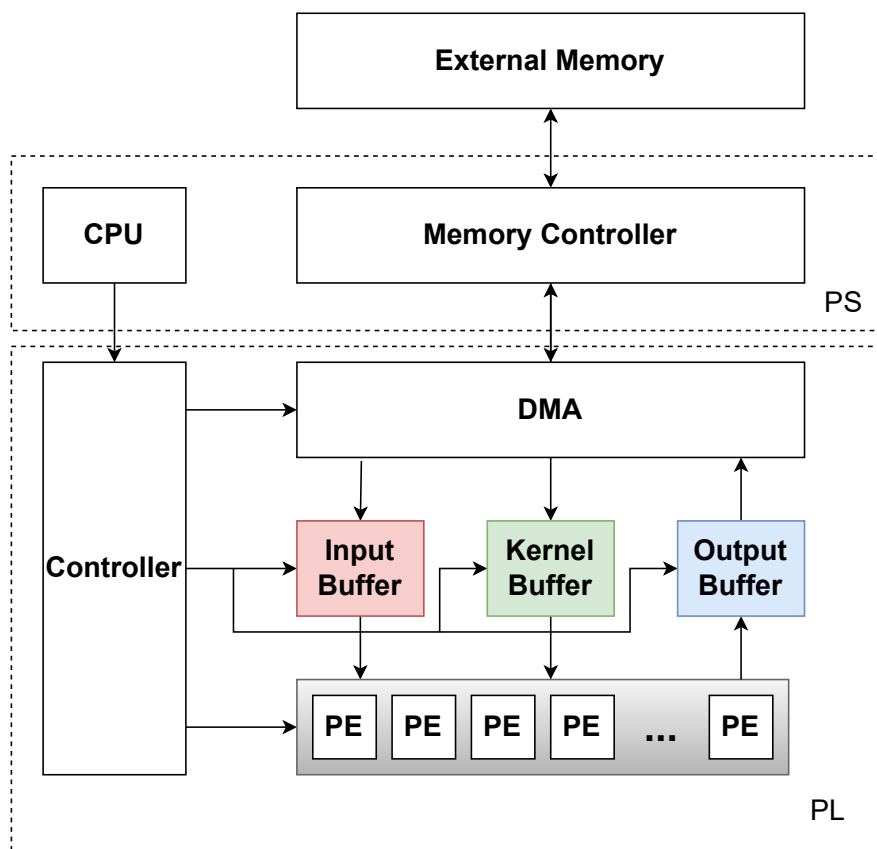 External Memory
CPU
Memory Controller
PS
DMA
Controller
Input
Buffer
Kernel
Buffer
Output
Buffer
PE PE PE PE ... PE
PL